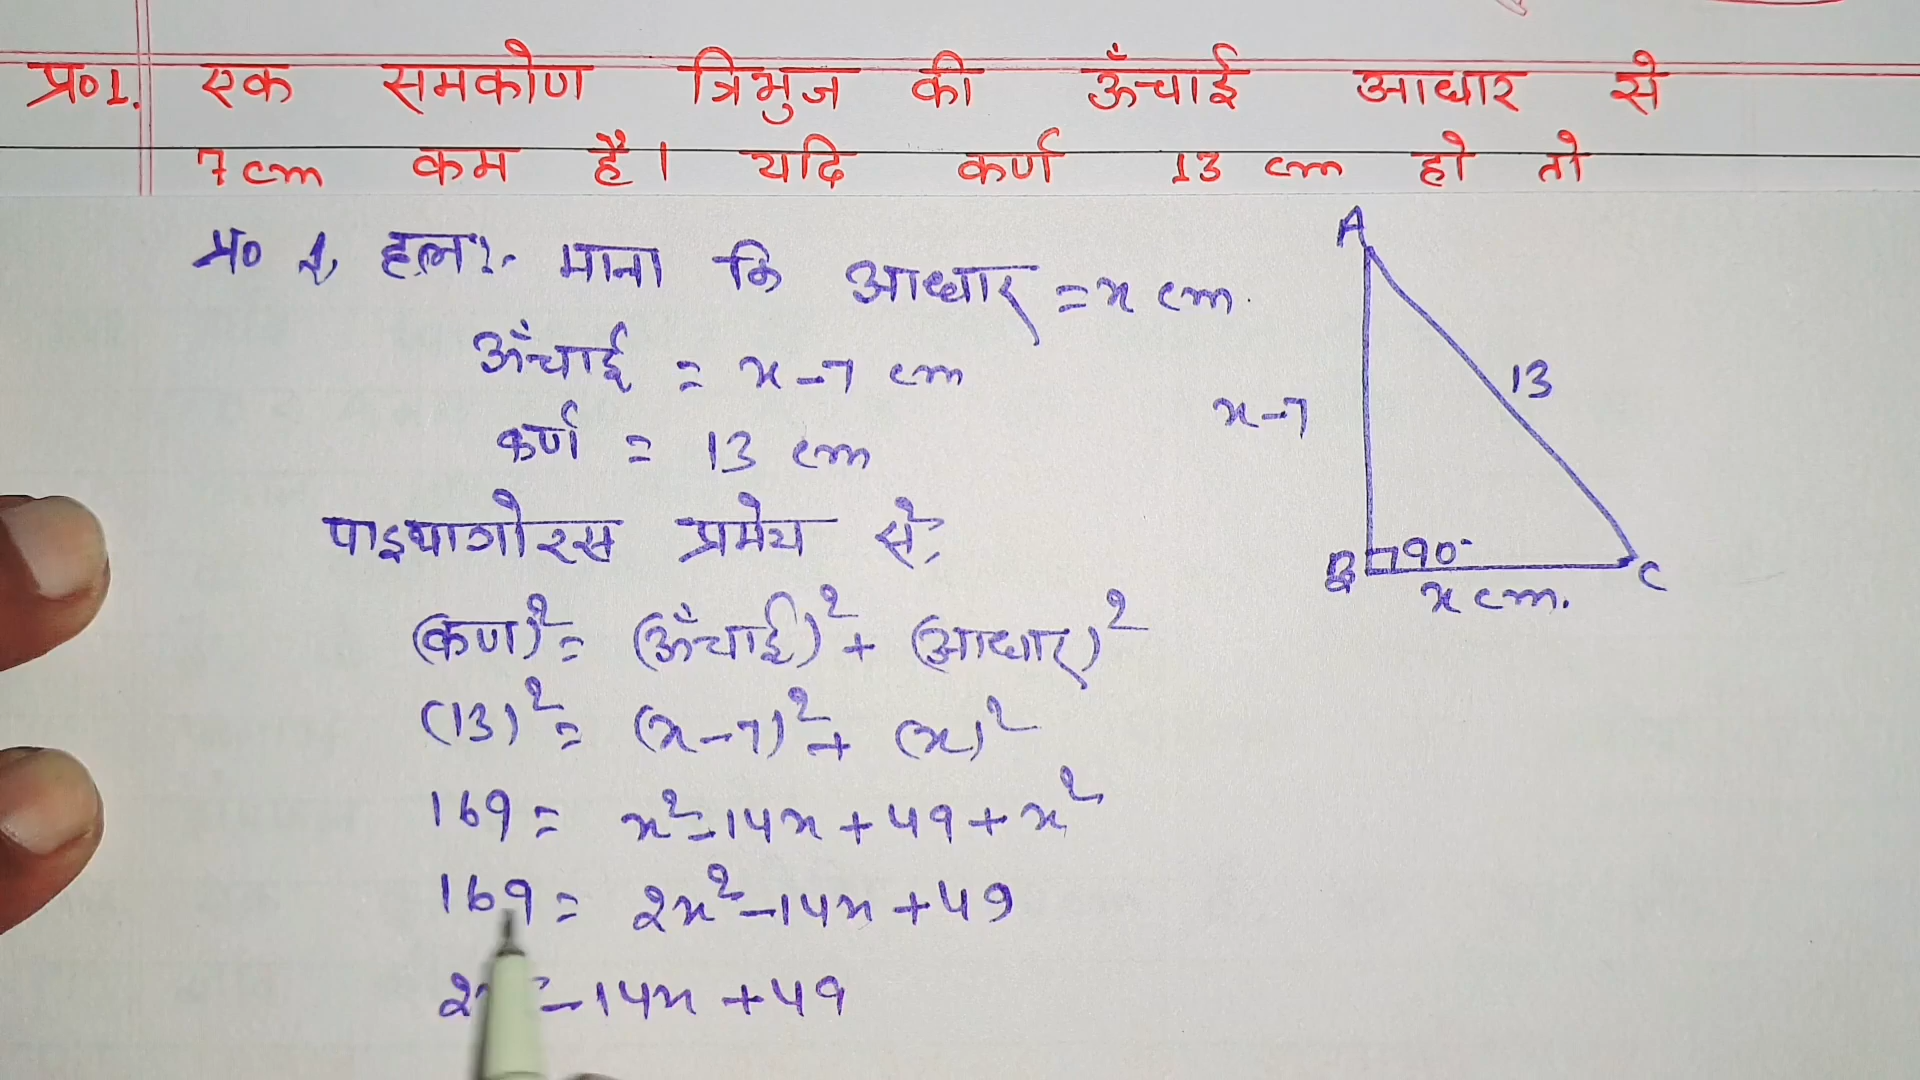 प्र०1. एक समकोण त्रिभुज की ऊँचाई आधार से
7cm कम है। यदि कर्ण 13 cm हो तो
प्र० 1, हल:- माना कि आधार = x cm.
ऊँचाई = x-7 cm
कर्ण = 13 cm
पाइथागोरस प्रमेय से,
(कर्ण)² = (ऊँचाई)² + (आधार)²
(13)² = (x-7)² + (x)²
169 = x²-14x+49+x²
169 = 2x²-14x+49
2x²-14x+49
A
13
x-7
90°
B
C
x cm.